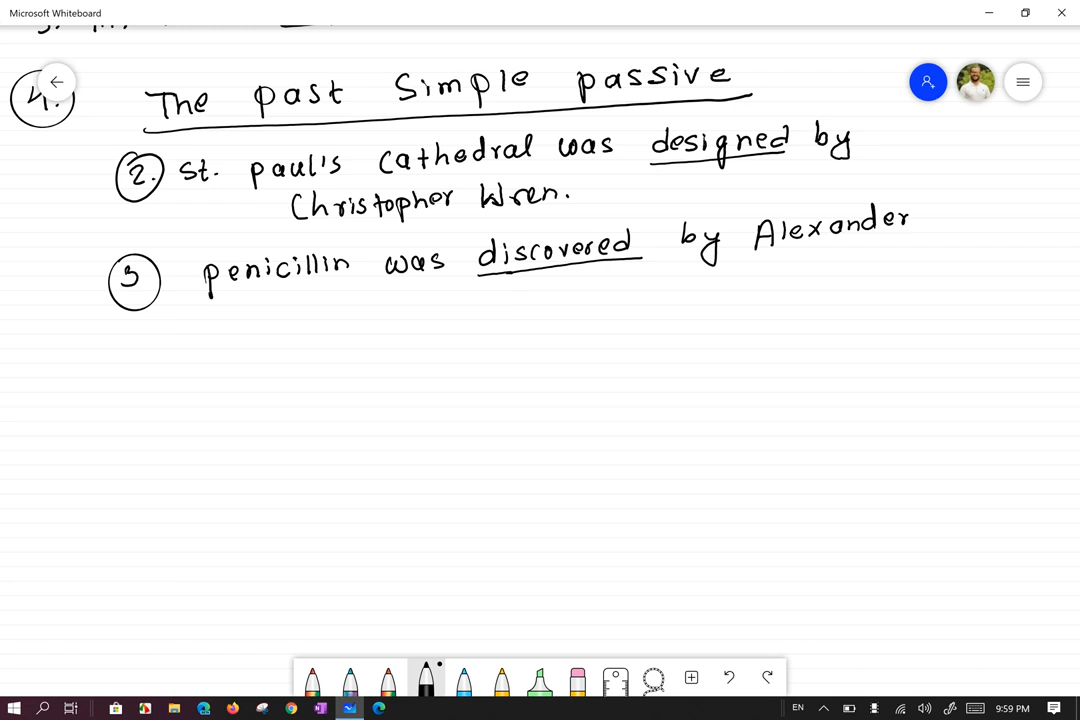 Microsoft Whiteboard
4. The past simple passive
2. St. paul's cathedral was designed by
Christopher Wren.
3 penicillin was discovered by Alexander
EN 9:59 PM